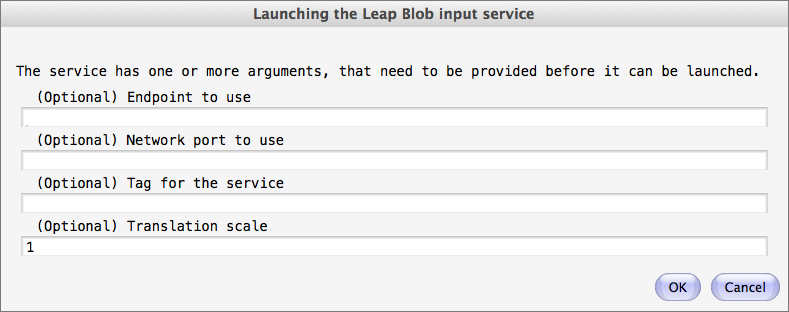 Launching the Leap Blob input service
The service has one or more arguments, that need to be provided before it can be launched.
(Optional) Endpoint to use
(Optional) Network port to use
(Optional) Tag for the service
(Optional) Translation scale
1
OK Cancel